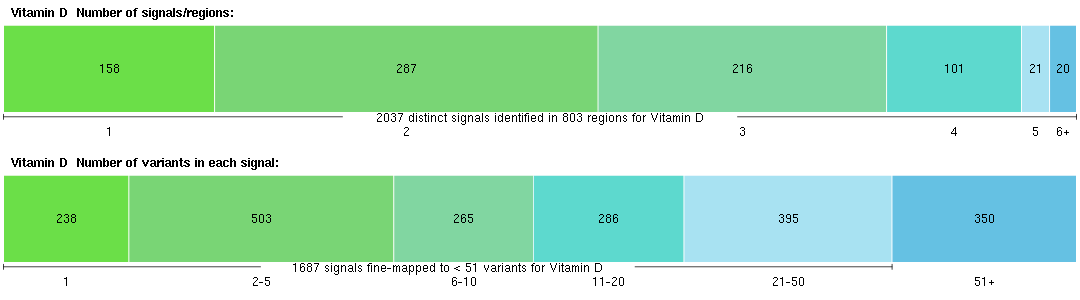 Vitamin D Number of signals/regions:
158 287 216 101 21 20
2037 distinct signals identified in 803 regions for Vitamin D
1 2 3 4 5 6+
Vitamin D Number of variants in each signal:
238 503 265 286 395 350
1687 signals fine-mapped to < 51 variants for Vitamin D
1 2-5 6-10 11-20 21-50 51+